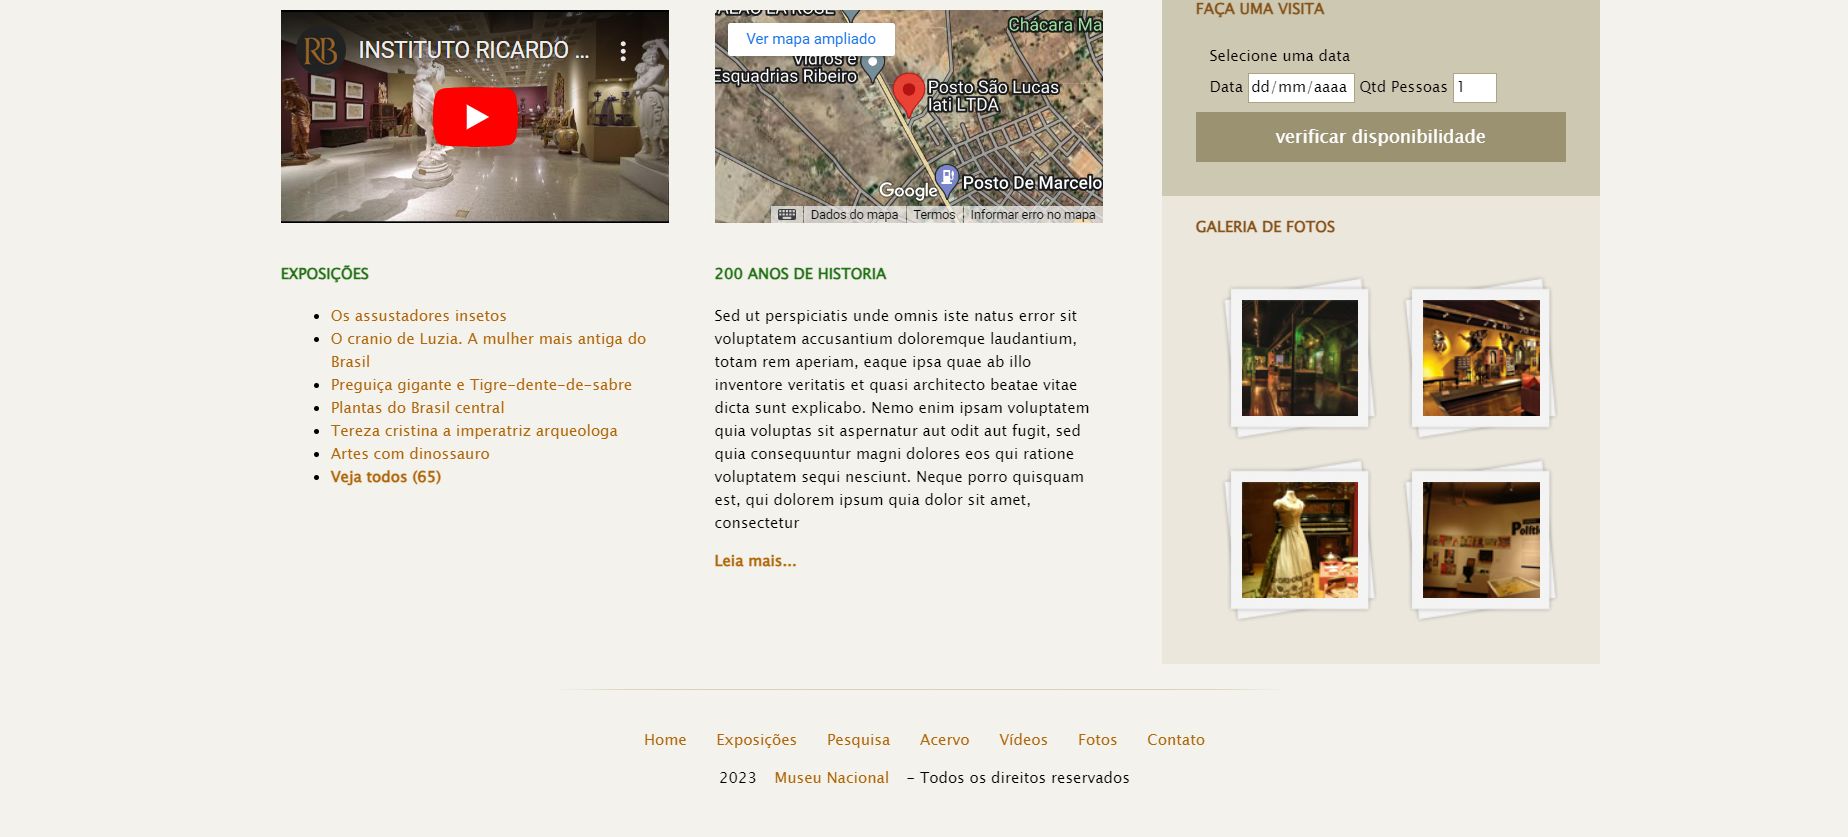 RB INSTITUTO RICARDO ...
Ver mapa ampliado
Chácara Ma
Vidros e
Esquadrias Ribeiro
Posto São Lucas
Iati LTDA
Google
Posto De Marcelo
Dados do mapa
Termos
Informar erro no mapa
FAÇA UMA VISITA
Selecione uma data
Data dd/mm/aaaa Qtd Pessoas 1
verificar disponibilidade
EXPOSIÇÕES
Os assustadores insetos
O cranio de Luzia. A mulher mais antiga do
Brasil
Preguiça gigante e Tigre-dente-de-sabre
Plantas do Brasil central
Tereza cristina a imperatriz arqueologa
Artes com dinossauro
Veja todos (65)
200 ANOS DE HISTORIA
Sed ut perspiciatis unde omnis iste natus error sit
voluptatem accusantium doloremque laudantium,
totam rem aperiam, eaque ipsa quae ab illo
inventore veritatis et quasi architecto beatae vitae
dicta sunt explicabo. Nemo enim ipsam voluptatem
quia voluptas sit aspernatur aut odit aut fugit, sed
quia consequuntur magni dolores eos qui ratione
voluptatem sequi nesciunt. Neque porro quisquam
est, qui dolorem ipsum quia dolor sit amet,
consectetur
Leia mais...
GALERIA DE FOTOS
Home Exposições Pesquisa Acervo Vídeos Fotos Contato
2023 Museu Nacional - Todos os direitos reservados